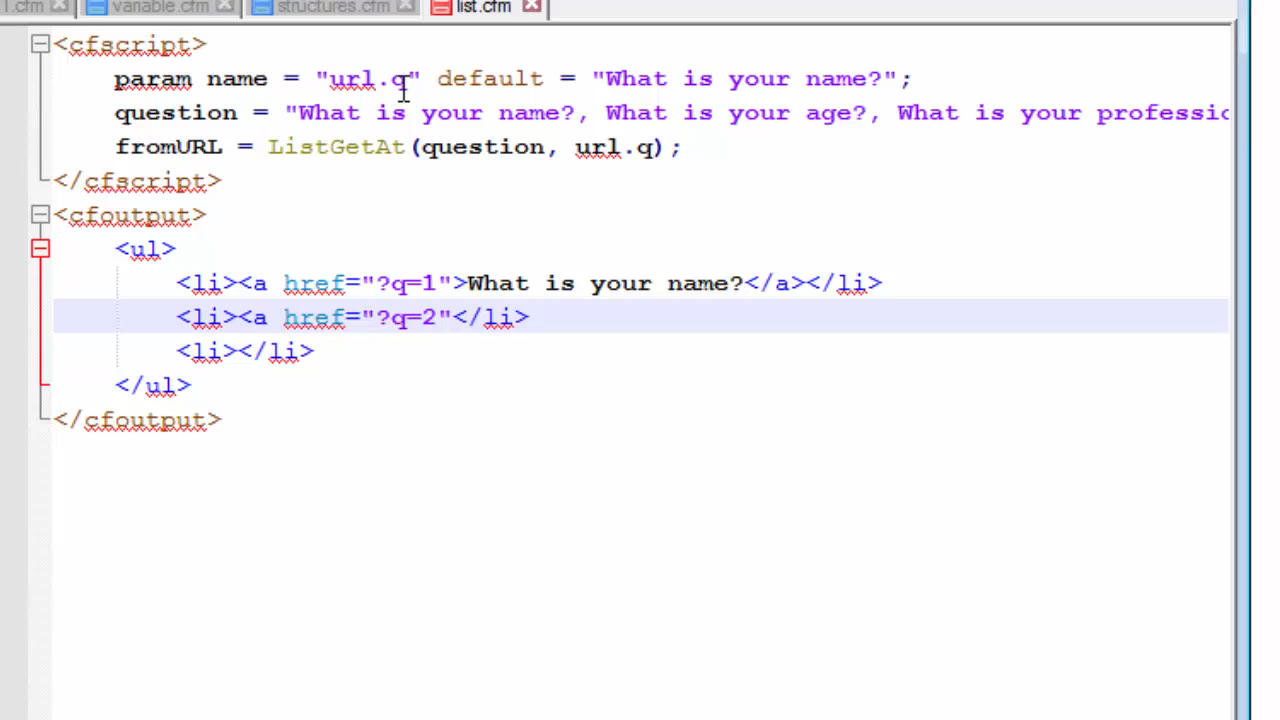 1.cfm variable.cfm structures.cfm list.cfm
<cfscript>
param name = "url.q" default = "What is your name?";
question = "What is your name?, What is your age?, What is your professio
fromURL = ListGetAt(question, url.q);
</cfscript>
<cfoutput>
<ul>
<li><a href="?q=1">What is your name?</a></li>
<li><a href="?q=2"</li>
<li></li>
</ul>
</cfoutput>